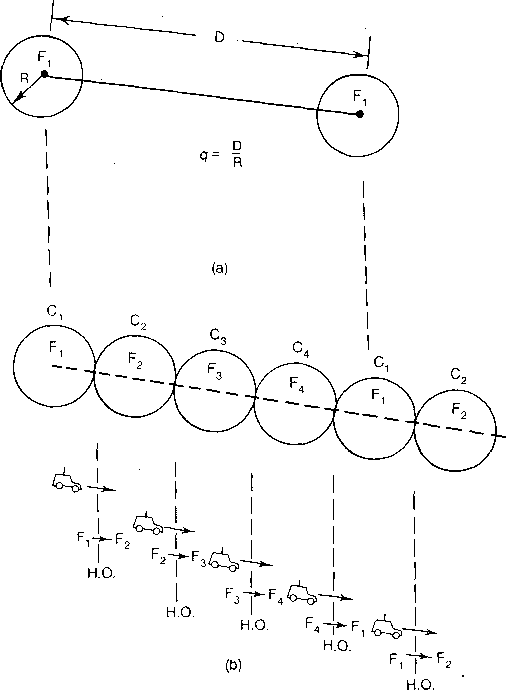 D
F₁
R
F₁
q = D/R
(a)
C₁ C₂ C₃ C₄ C₁ C₂
F₁ F₂ F₃ F₄ F₁ F₂
F₁ F₂
H.O.
F₂ F₃
H.O.
F₃ F₄
H.O.
F₄ F₁
H.O.
F₁ F₂
H.O.
(b)